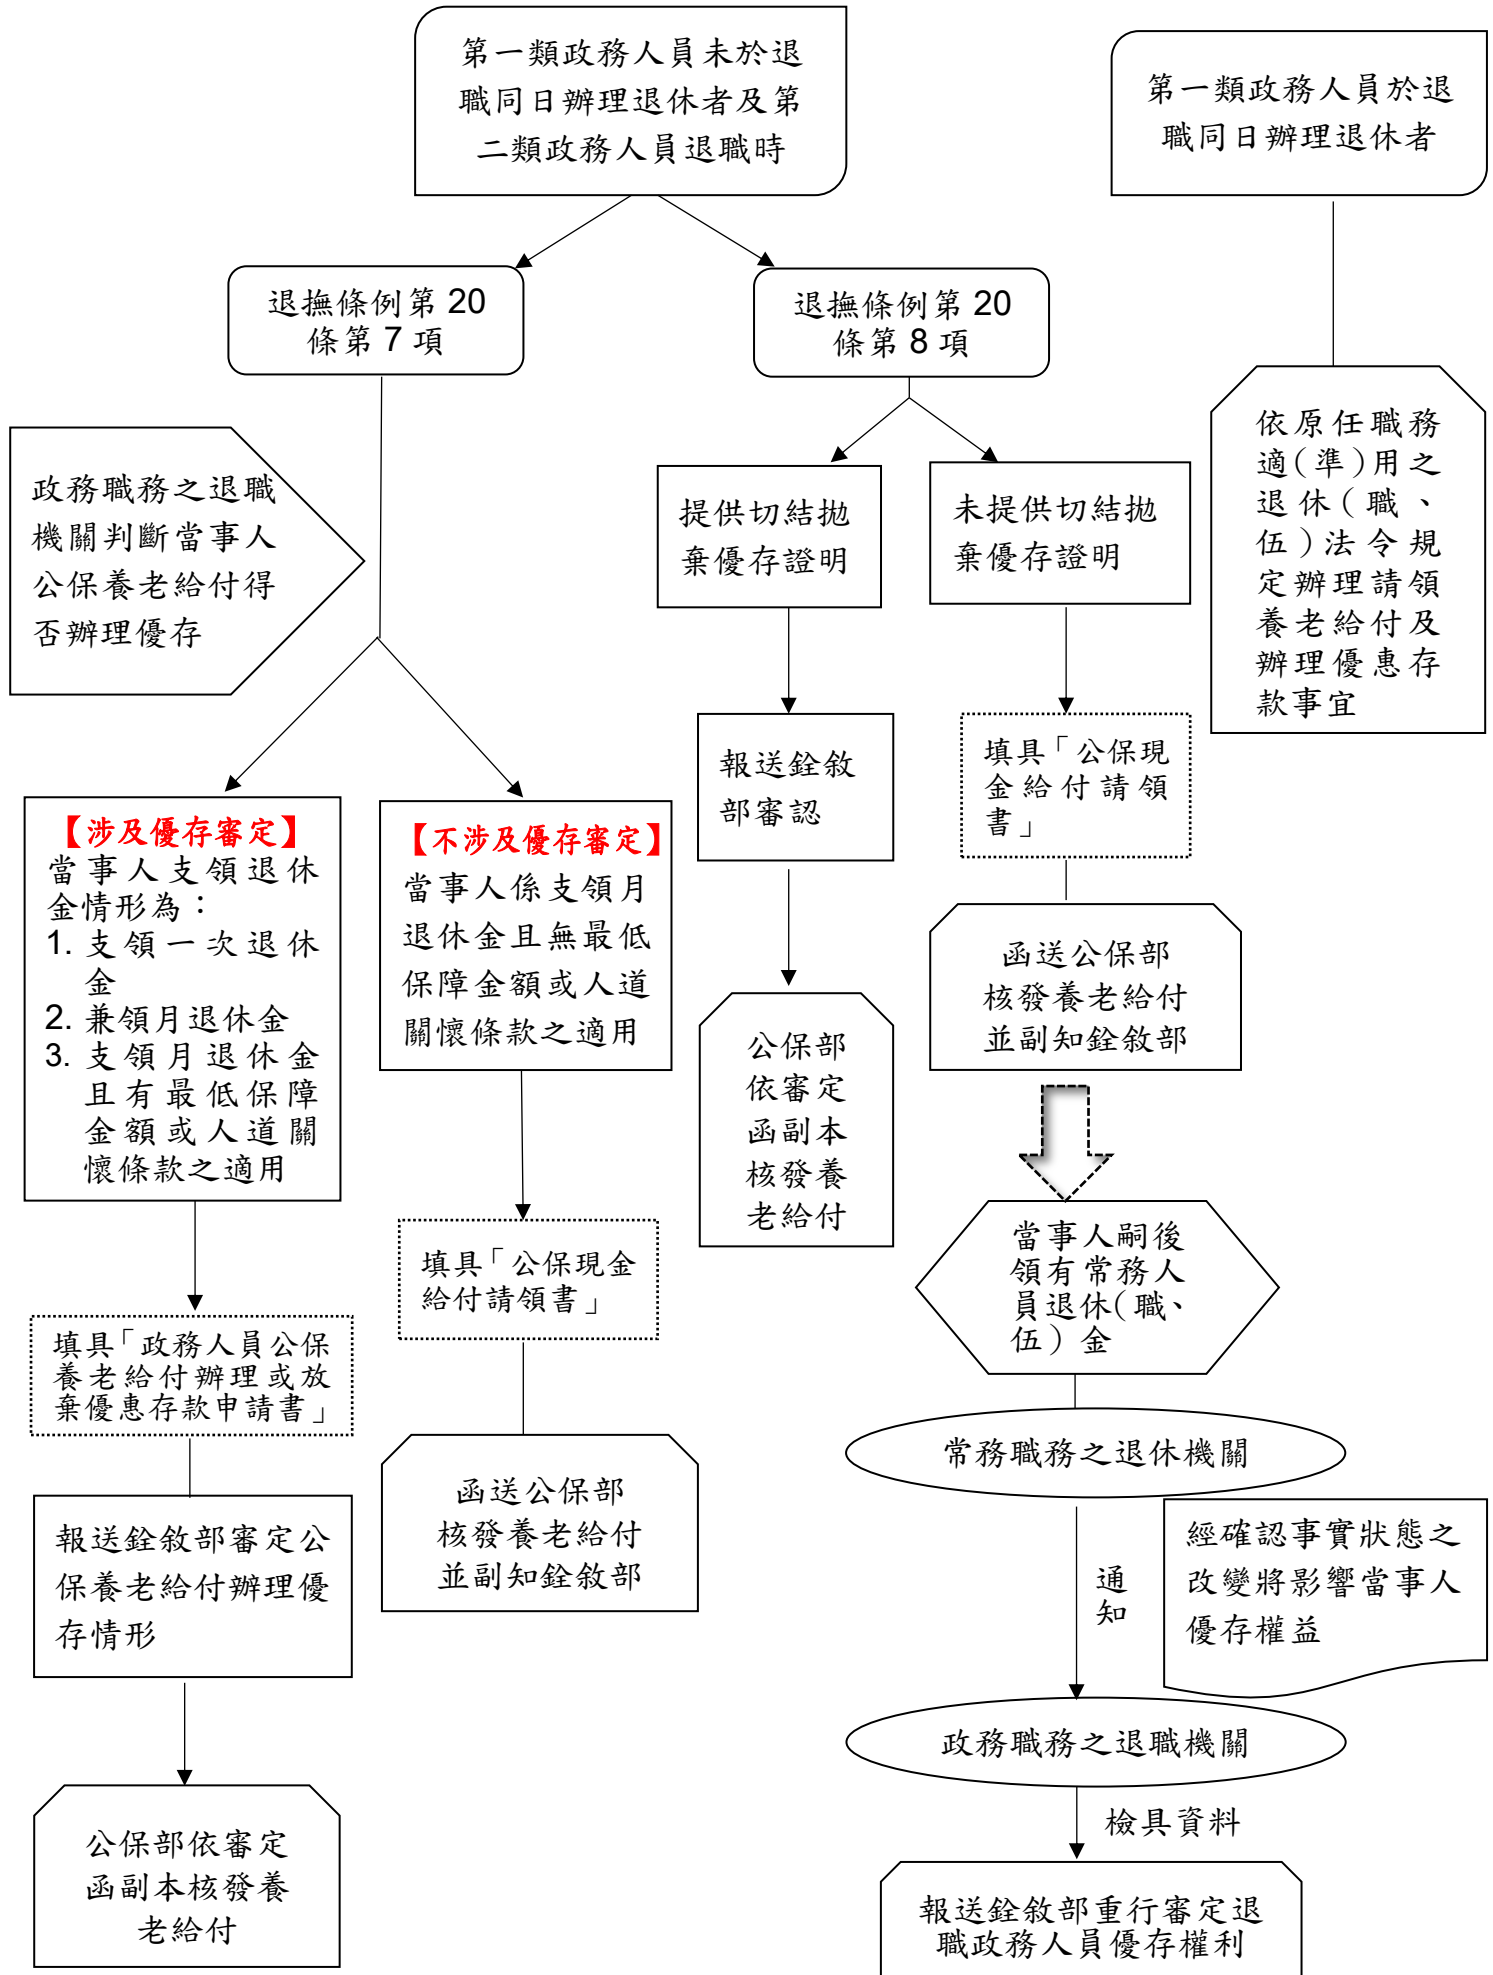 第一類政務人員未於退
職同日辦理退休者及第
二類政務人員退職時
第一類政務人員於退
職同日辦理退休者
退撫條例第 20
條第 7 項
退撫條例第 20
條第 8 項
政務職務之退職
機關判斷當事人
公保養老給付得
否辦理優存
提供切結拋
棄優存證明
未提供切結拋
棄優存證明
依原任職務
適(準)用之
退休(職、
伍)法令規
定辦理請領
養老給付及
辦理優惠存
款事宜
報送銓敘
部審認
填具「公保現
金給付請領
書」
【涉及優存審定】
當事人支領退休
金情形為：
1. 支領一次退休
金
2. 兼領月退休金
3. 支領月退休金
且有最低保障
金額或人道關
懷條款之適用
【不涉及優存審定】
當事人係支領月
退休金且無最低
保障金額或人道
關懷條款之適用
公保部
依審定
函副本
核發養
老給付
函送公保部
核發養老給付
並副知銓敘部
填具「公保現金
給付請領書」
當事人嗣後
領有常務人
員退休(職、
伍)金
填具「政務人員公保
養老給付辦理或放
棄優惠存款申請書」
函送公保部
核發養老給付
並副知銓敘部
常務職務之退休機關
報送銓敘部審定公
保養老給付辦理優
存情形
通
知
經確認事實狀態之
改變將影響當事人
優存權益
政務職務之退職機關
公保部依審定
函副本核發養
老給付
檢具資料
報送銓敘部重行審定退
職政務人員優存權利